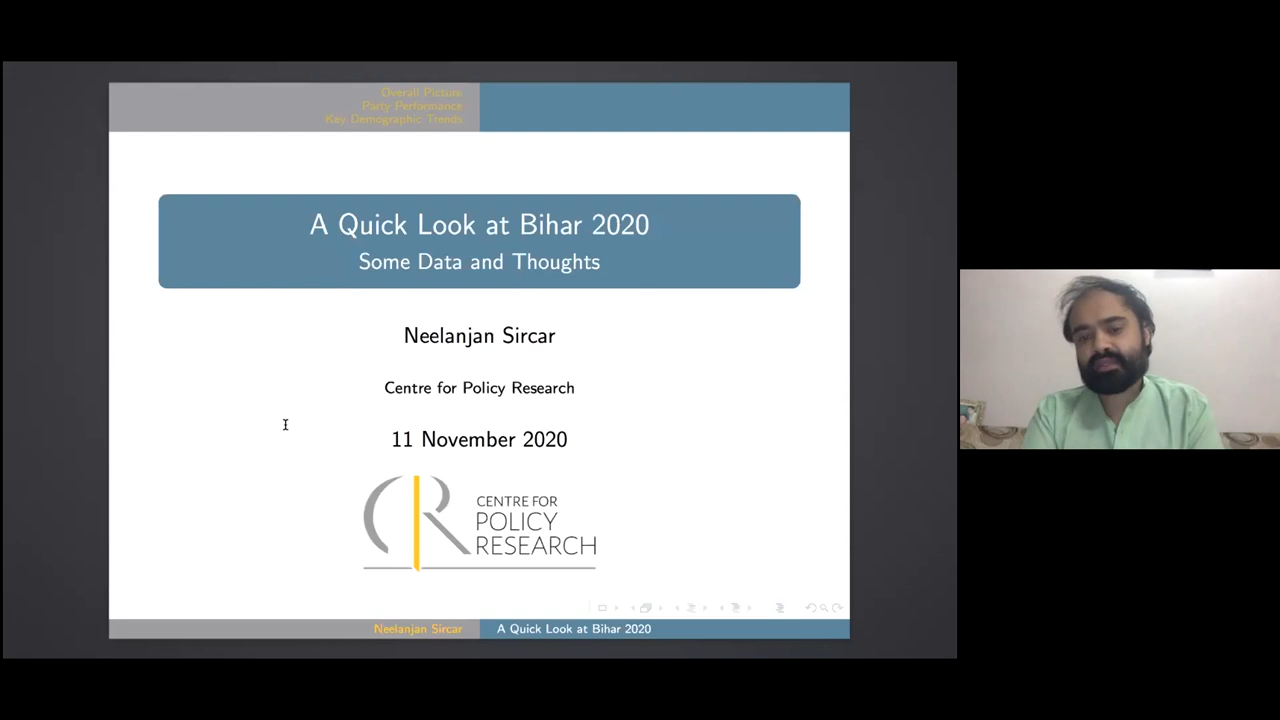 Overall Picture
Party Performance
Key Demographic Trends
A Quick Look at Bihar 2020
Some Data and Thoughts
Neelanjan Sircar
Centre for Policy Research
11 November 2020
CENTRE FOR
POLICY
RESEARCH
Neelanjan Sircar
A Quick Look at Bihar 2020